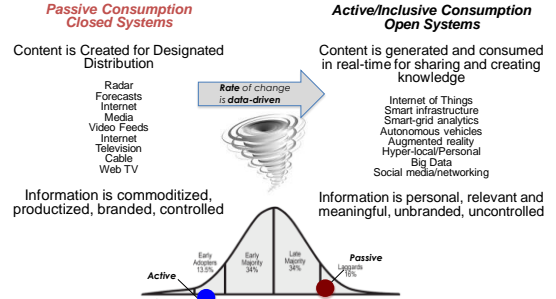 Passive Consumption
Closed Systems
Content is Created for Designated
Distribution
Radar
Forecasts
Internet
Media
Video Feeds
Internet
Television
Cable
Web TV
Information is commoditized,
productized, branded, controlled
Rate of change
is data-driven
Active/Inclusive Consumption
Open Systems
Content is generated and consumed
in real-time for sharing and creating
knowledge
Internet of Things
Smart infrastructure
Smart-grid analytics
Autonomous vehicles
Augmented reality
Hyper-local/Personal
Big Data
Social media/networking
Information is personal, relevant and
meaningful, unbranded, uncontrolled
Active
Early
Adopters
13.5%
Early
Majority
34%
Late
Majority
34%
Laggards
16%
Passive